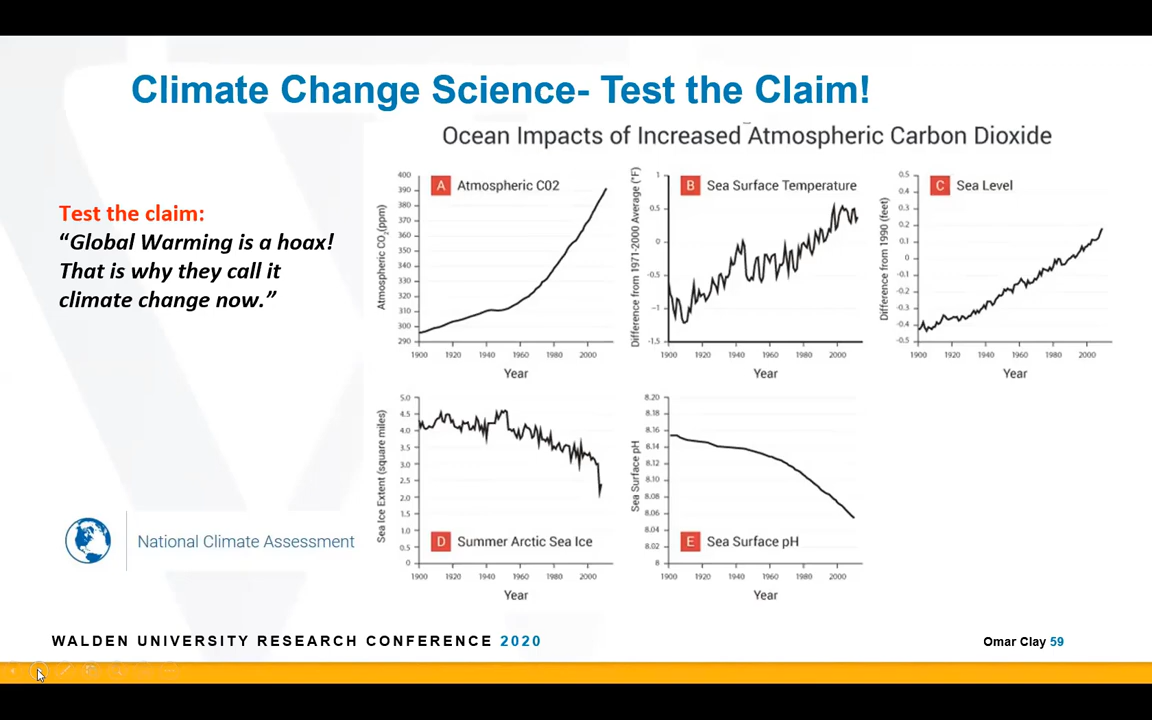 Climate Change Science- Test the Claim!
Ocean Impacts of Increased Atmospheric Carbon Dioxide
Test the claim:
“Global Warming is a hoax!
That is why they call it
climate change now.”
A Atmospheric C02
Atmospheric CO2(ppm)
400
390
380
370
360
350
340
330
320
310
300
290
1900 1920 1940 1960 1980 2000
Year
B Sea Surface Temperature
Difference from 1971-2000 Average (°F)
1
0.5
0
-0.5
-1
-1.5
1900 1920 1940 1960 1980 2000
Year
C Sea Level
Difference from 1990 (feet)
0.5
0.4
0.3
0.2
0.1
0
-0.1
-0.2
-0.3
-0.4
-0.5
1900 1920 1940 1960 1980 2000
Year
D Summer Arctic Sea Ice
Sea Ice Extent (square miles)
5.0
4.5
4.0
3.5
3.0
2.5
2.0
1.5
1.0
0.5
0
1900 1920 1940 1960 1980 2000
Year
E Sea Surface pH
Sea Surface pH
8.20
8.18
8.16
8.14
8.12
8.10
8.08
8.06
8.04
8.02
8
1900 1920 1940 1960 1980 2000
Year
National Climate Assessment
WALDEN UNIVERSITY RESEARCH CONFERENCE 2020
Omar Clay 59